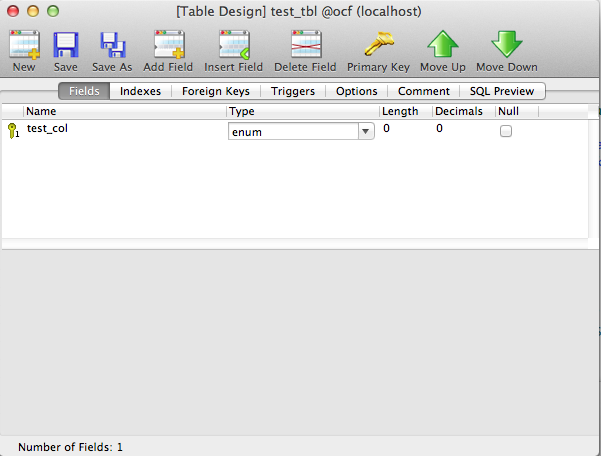 [Table Design] test_tbl @ocf (localhost)
New Save Save As Add Field Insert Field Delete Field Primary Key Move Up Move Down
Fields Indexes Foreign Keys Triggers Options Comment SQL Preview
Name Type Length Decimals Null
1 test_col enum 0 0
Number of Fields: 1